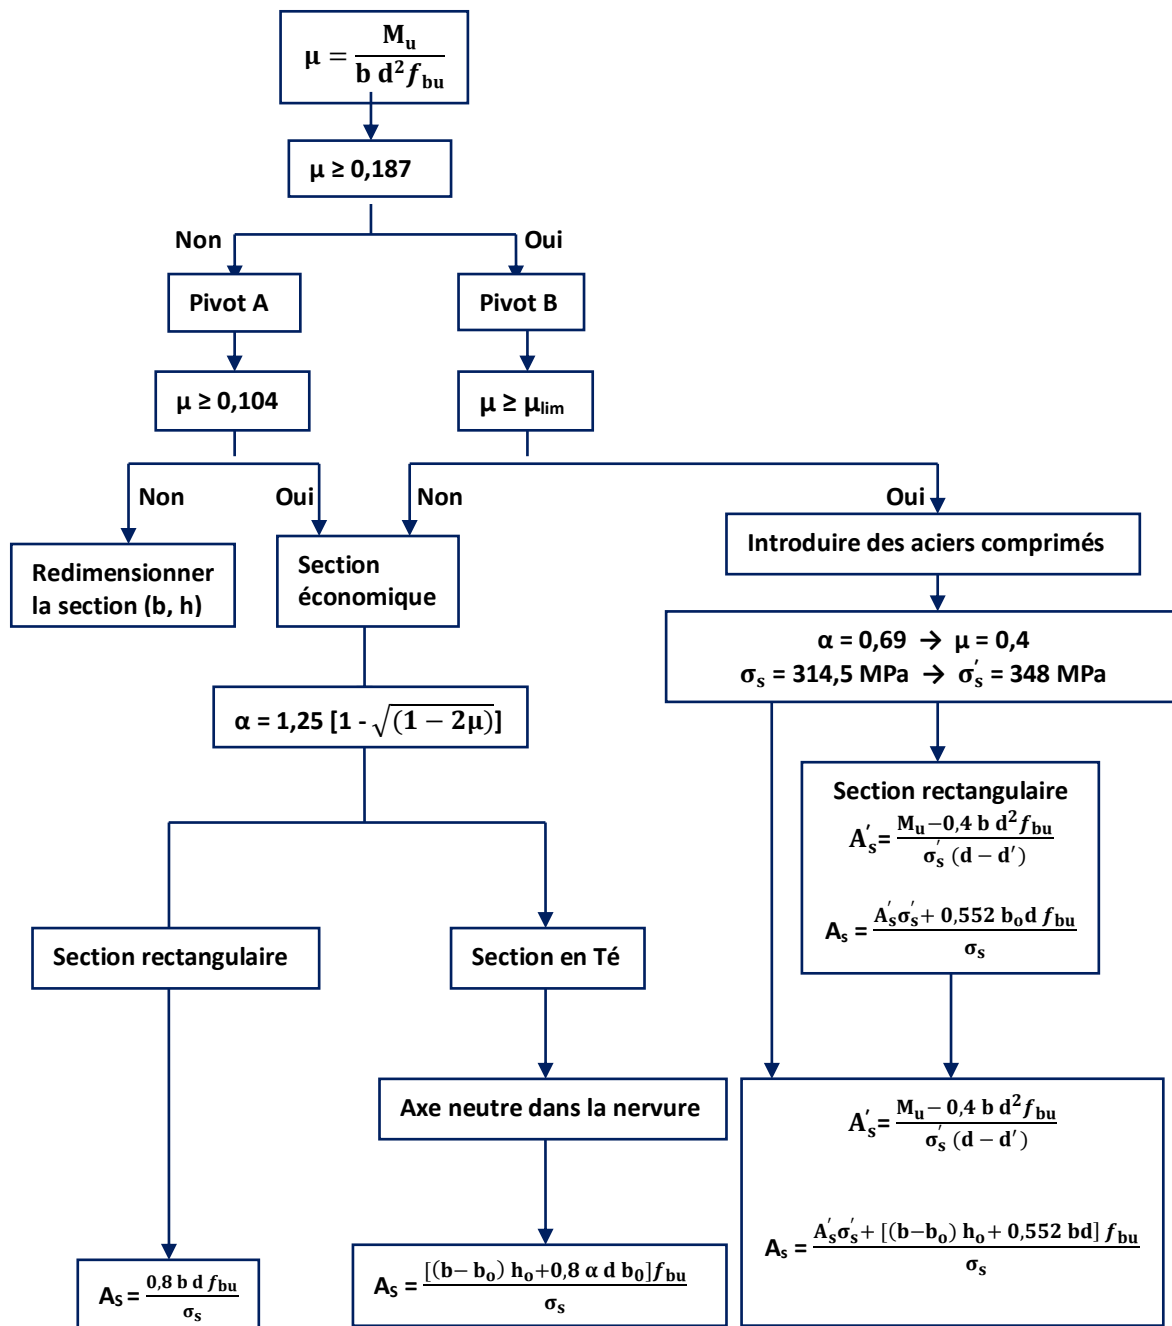 μ = M_u / (b d² f_bu)
μ ≥ 0,187
Non
Oui
Pivot A
Pivot B
μ ≥ 0,104
μ ≥ μ_lim
Non
Oui
Non
Oui
Redimensionner
la section (b, h)
Section
économique
Introduire des aciers comprimés
α = 0,69 → μ = 0,4
σ_s = 314,5 MPa → σ'_s = 348 MPa
α = 1,25 [1 - √(1 − 2μ)]
Section rectangulaire
A'_s = (M_u − 0,4 b d² f_bu) / (σ'_s (d − d'))
A_s = (A'_s σ'_s + 0,552 b_o d f_bu) / σ_s
Section rectangulaire
Section en Té
Axe neutre dans la nervure
A'_s = (M_u − 0,4 b d² f_bu) / (σ'_s (d − d'))
A_s = (A'_s σ'_s + [(b−b_o) h_o + 0,552 bd] f_bu) / σ_s
A_S = (0,8 b d f_bu) / σ_s
A_S = ([(b− b_o) h_o+0,8 α d b_0] f_bu) / σ_s